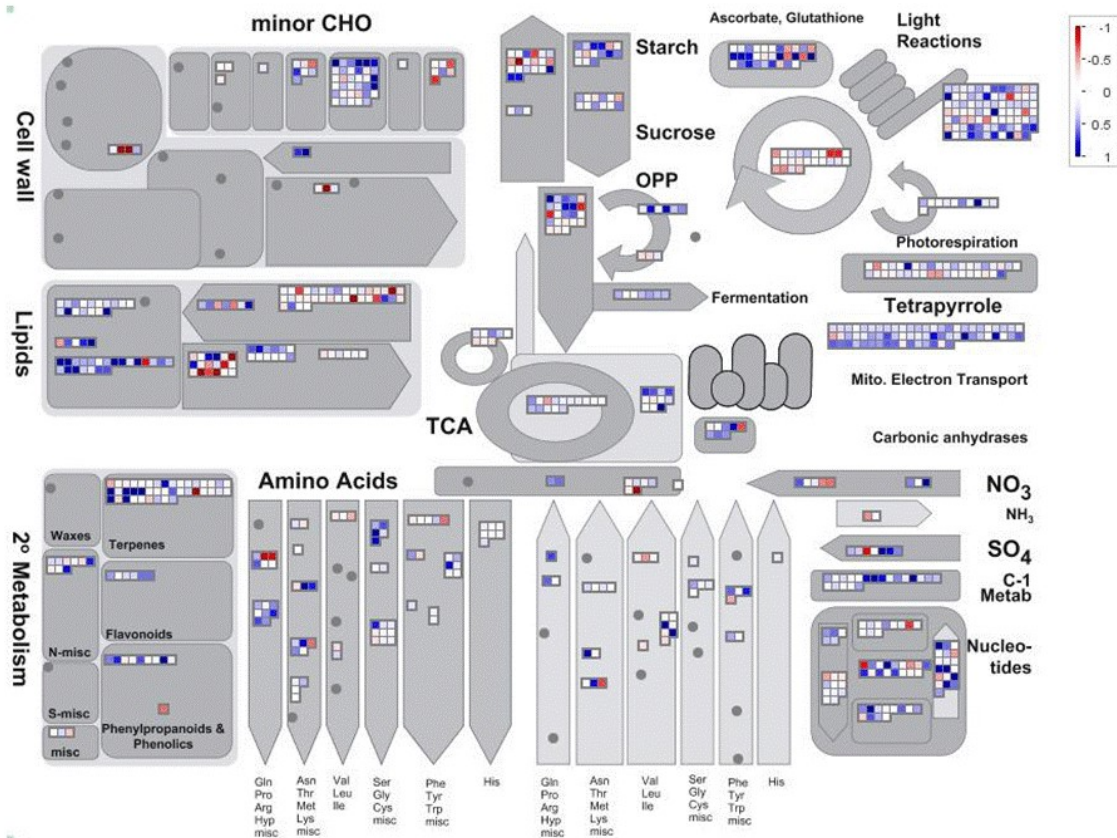 minor CHO
Cell wall
Starch
Sucrose
Ascorbate, Glutathione
Light
Reactions
-1
-0.5
0
0.5
1
OPP
Photorespiration
Fermentation
Tetrapyrrole
Mito. Electron Transport
Lipids
TCA
Carbonic anhydrases
Amino Acids
NO3
NH3
SO4
C-1
Metab
Nucleo-
tides
2º Metabolism
Waxes
Terpenes
N-misc
Flavonoids
S-misc
Phenylpropanoids &
Phenolics
misc
Gln
Pro
Arg
Hyp
misc
Asn
Thr
Met
Lys
misc
Val
Leu
Ile
Ser
Gly
Cys
misc
Phe
Tyr
Trp
misc
His
Gln
Pro
Arg
Hyp
misc
Asn
Thr
Met
Lys
misc
Val
Leu
Ile
Ser
Gly
Cys
misc
Phe
Tyr
Trp
misc
His